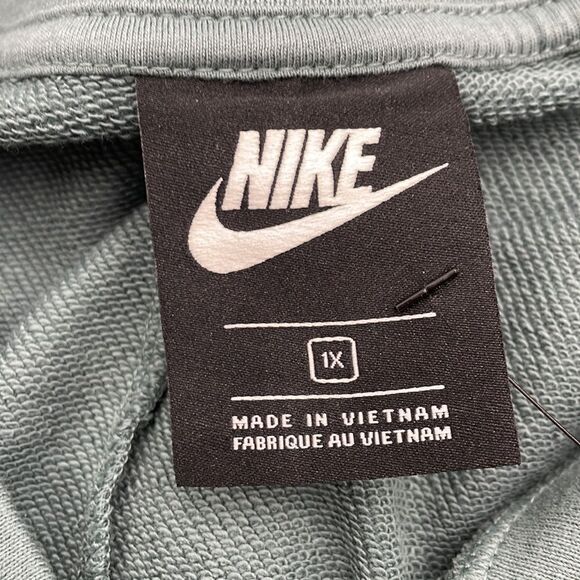 NIKE
1X
MADE IN VIETNAM
FABRIQUE AU VIETNAM